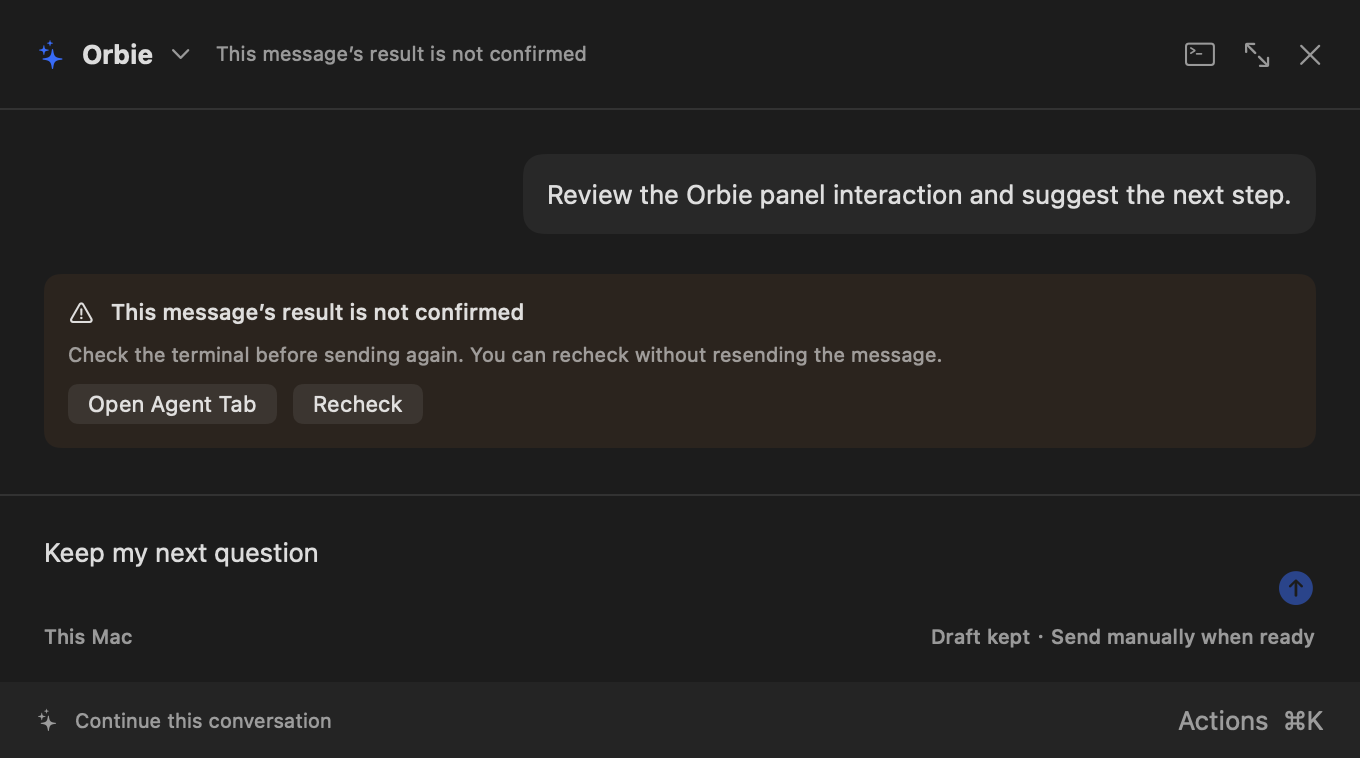 Orbie
This message’s result is not confirmed
Review the Orbie panel interaction and suggest the next step.
This message’s result is not confirmed
Check the terminal before sending again. You can recheck without resending the message.
Open Agent Tab
Recheck
Keep my next question
This Mac
Draft kept · Send manually when ready
Continue this conversation
Actions ⌘K